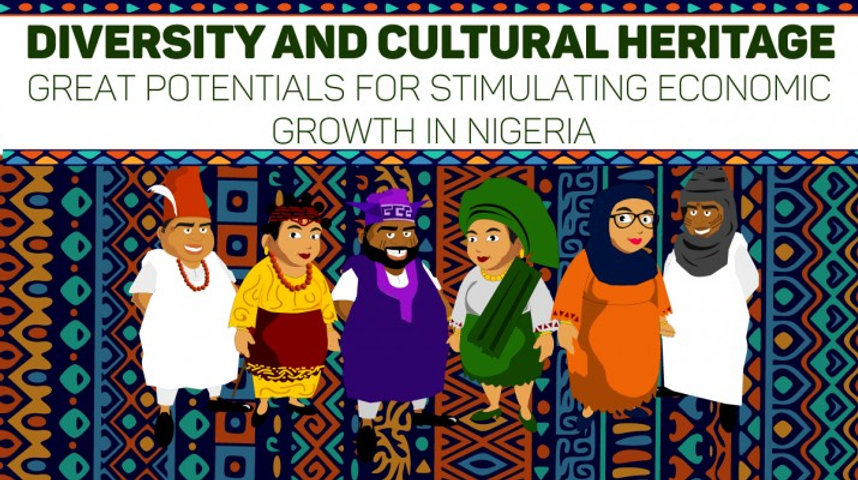 DIVERSITY AND CULTURAL HERITAGE
GREAT POTENTIALS FOR STIMULATING ECONOMIC
GROWTH IN NIGERIA